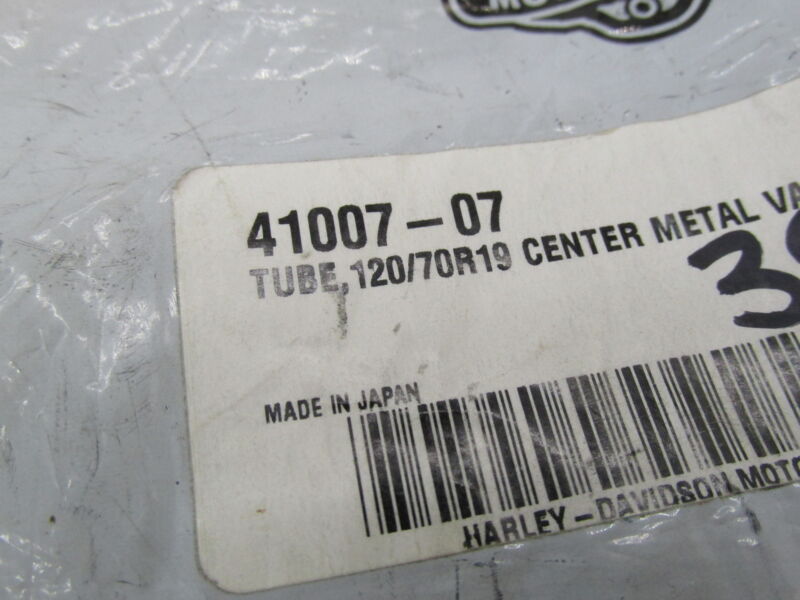 41007-07
TUBE,120/70R19 CENTER METAL VA
3
MADE IN JAPAN
HARLEY-DAVIDSON MOTO